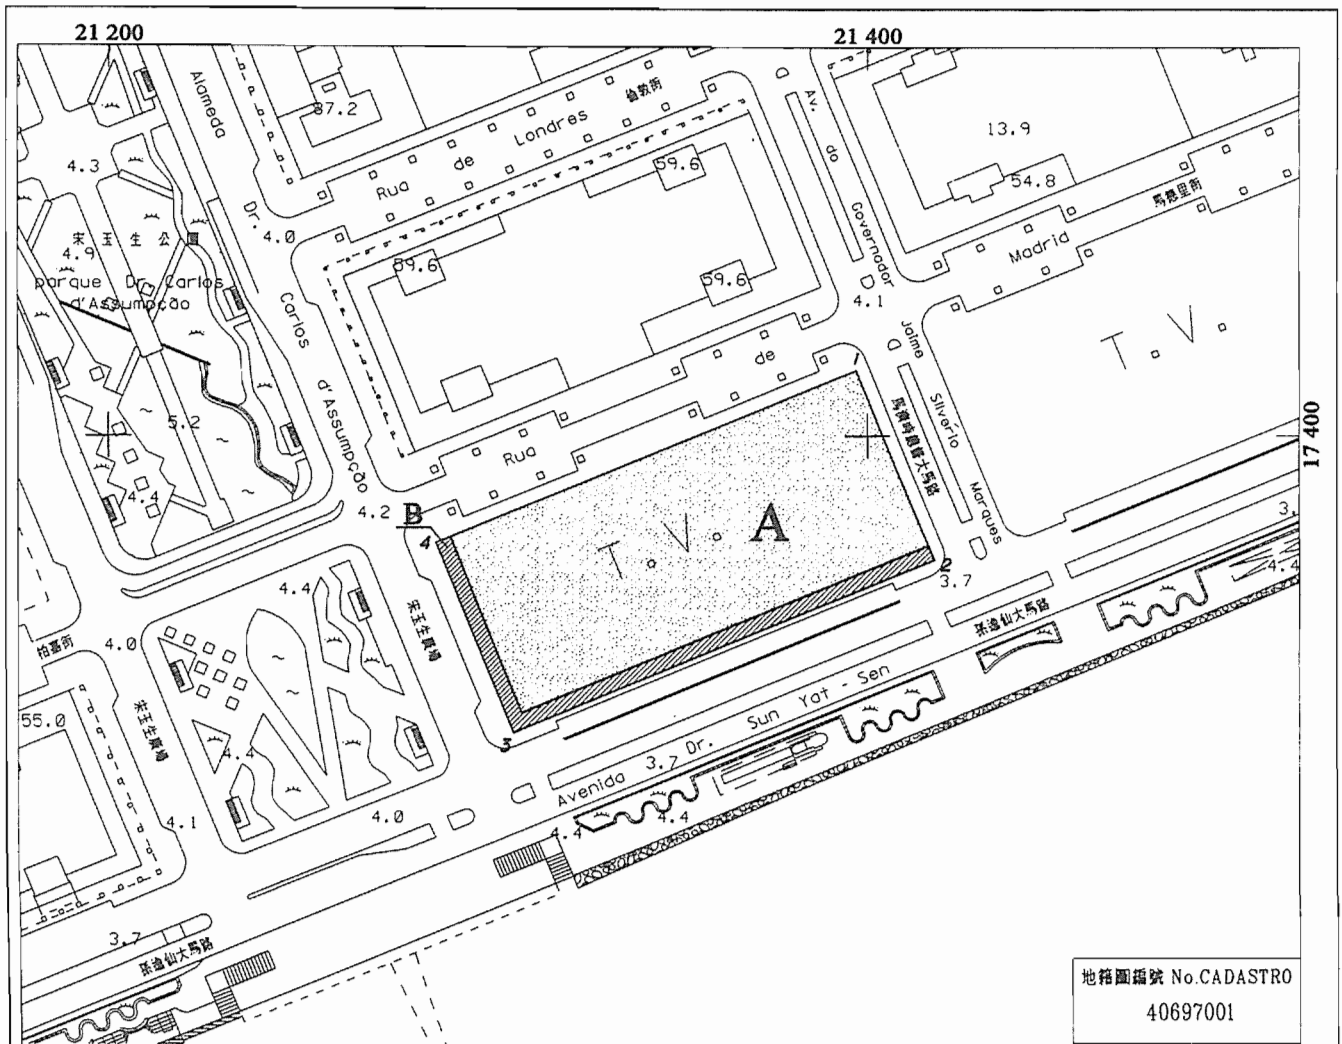 21 200
21 400
17 400
Alameda
Dr.
Carlos
d'Assumpção
87.2
Rua de Londres
倫敦街
59.6
59.6
59.6
Av.
do
Governador
Jaime
Silvério
Marques
馬濟時總督大馬路
13.9
54.8
Madrid
馬德里街
4.3
4.0
宋玉生公園
4.9
parque Dr. Carlos
d'Assumpção
4.1
T.V.
Rua
de
1
5.2
4.4
4.2
B
4
T.V.
A
2
3.7
3.
4.4
4.4
宋玉生廣場
孫逸仙大馬路
4.0
55.0
宋玉生廣場
4.4
3
Avenida Dr. Sun Yat - Sen
3.7
4.1
4.0
4.4
4.4
3.7
孫逸仙大馬路
地籍圖編號 No.CADASTRO
40697001